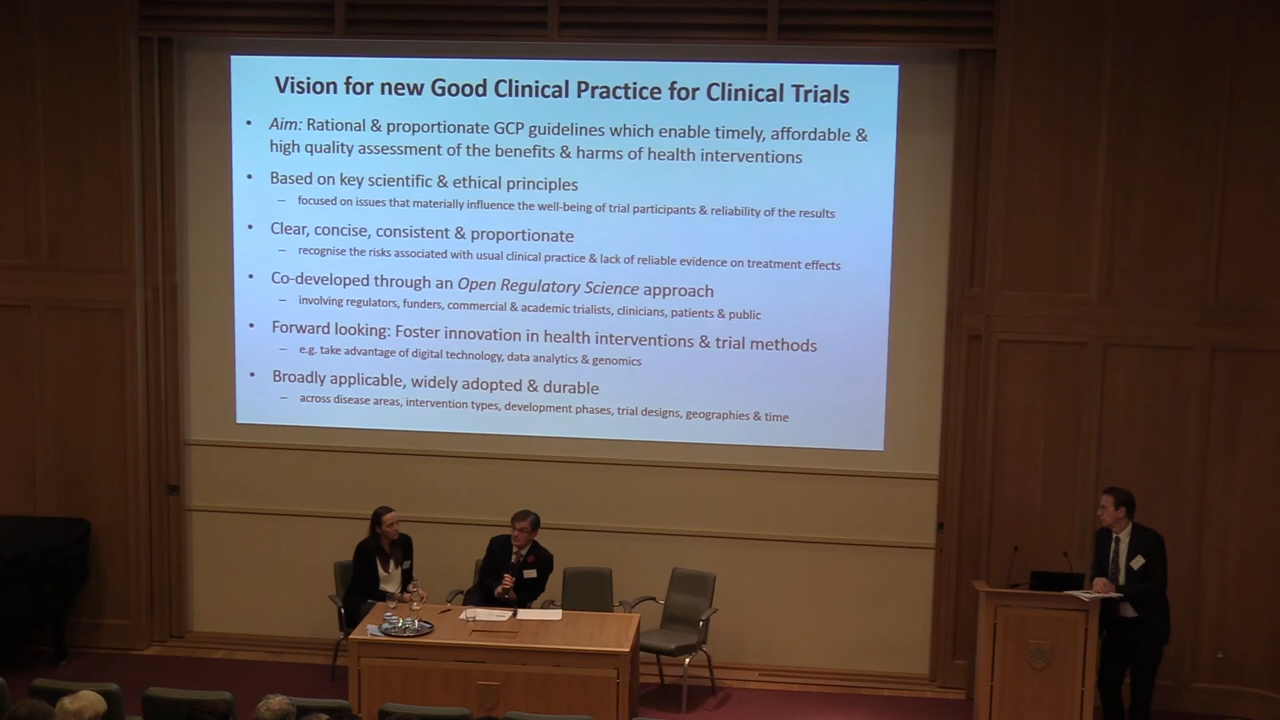 Vision for new Good Clinical Practice for Clinical Trials
• Aim: Rational & proportionate GCP guidelines which enable timely, affordable &
high quality assessment of the benefits & harms of health interventions
• Based on key scientific & ethical principles
– focused on issues that materially influence the well-being of trial participants & reliability of the results
• Clear, concise, consistent & proportionate
– recognise the risks associated with usual clinical practice & lack of reliable evidence on treatment effects
• Co-developed through an Open Regulatory Science approach
– involving regulators, funders, commercial & academic trialists, clinicians, patients & public
• Forward looking: Foster innovation in health interventions & trial methods
– e.g. take advantage of digital technology, data analytics & genomics
• Broadly applicable, widely adopted & durable
– across disease areas, intervention types, development phases, trial designs, geographies & time